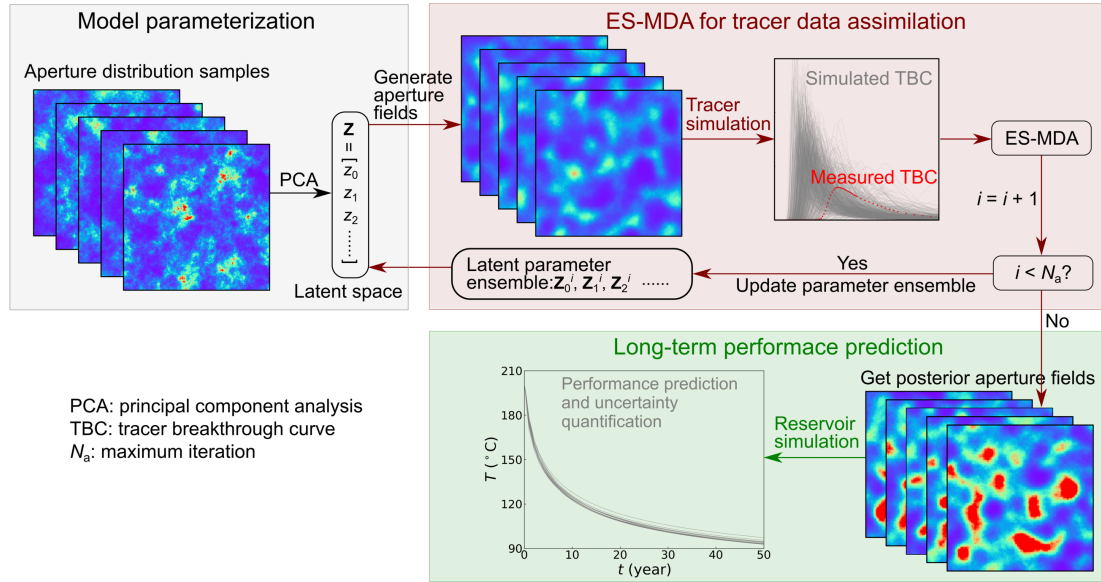 Model parameterization
Aperture distribution samples
PCA
Z
=
[z₀
z₁
z₂
......
]
Latent space
Generate
aperture
fields
ES-MDA for tracer data assimilation
Tracer
simulation
Simulated TBC
Measured TBC
ES-MDA
i = i + 1
i < Nₐ?
Yes
Update parameter ensemble
Latent parameter
ensemble:Z₀ⁱ, Z₁ⁱ, Z₂ⁱ ......
No
Long-term performace prediction
Get posterior aperture fields
Reservoir
simulation
Performance prediction
and uncertainty
quantification
T (°C)
210
180
150
120
90
0 10 20 30 40 50
t (year)
PCA: principal component analysis
TBC: tracer breakthrough curve
Nₐ: maximum iteration